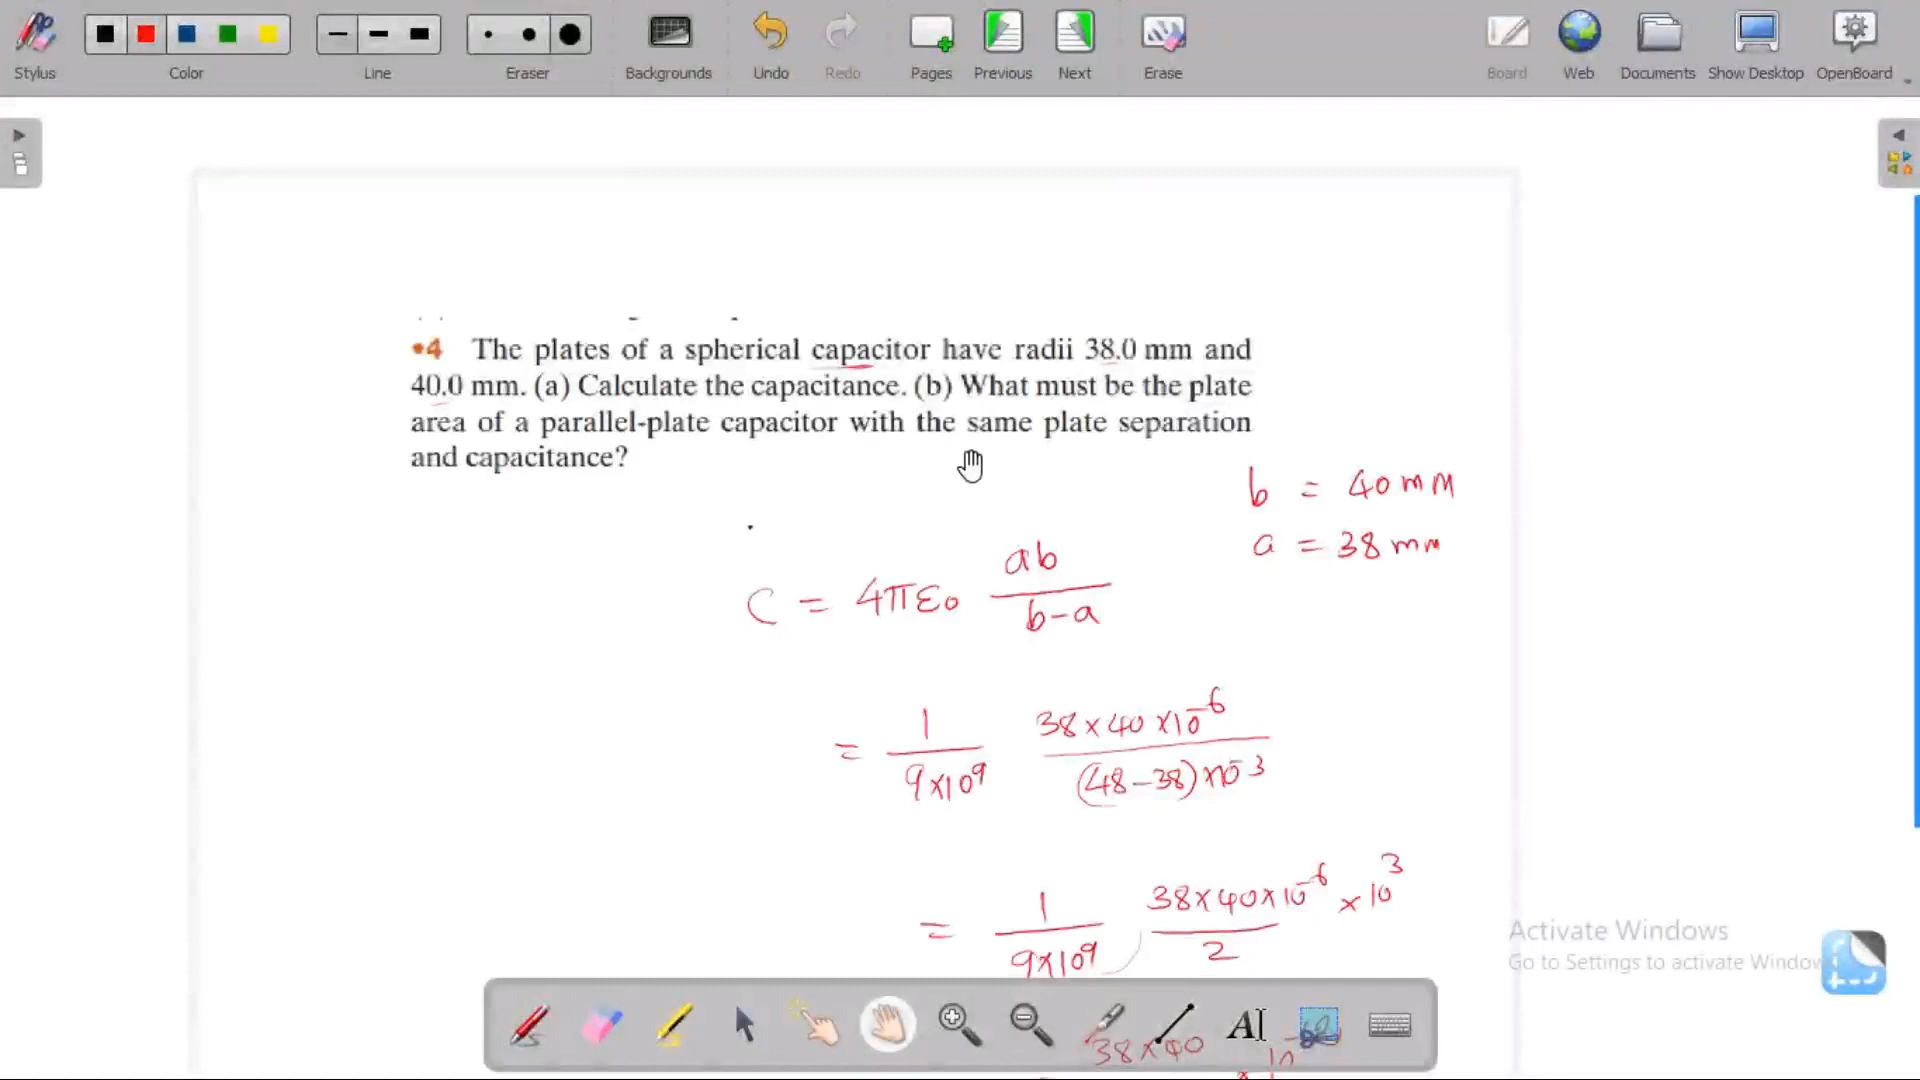 Stylus Color Line Eraser Backgrounds Undo Redo Pages Previous Next Erase Board Web Documents Show Desktop OpenBoard
•4 The plates of a spherical capacitor have radii 38.0 mm and
40.0 mm. (a) Calculate the capacitance. (b) What must be the plate
area of a parallel-plate capacitor with the same plate separation
and capacitance?
b = 40 mm
a = 38 mm
C = 4πε₀ ab / (b-a)
= 1 / (9×10⁹) 38×40×10⁻⁶ / (48-38)×10⁻³
= 1 / (9×10⁹) 38×40×10⁻⁶ / 2 × 10³
Activate Windows
Go to Settings to activate Window
38×40